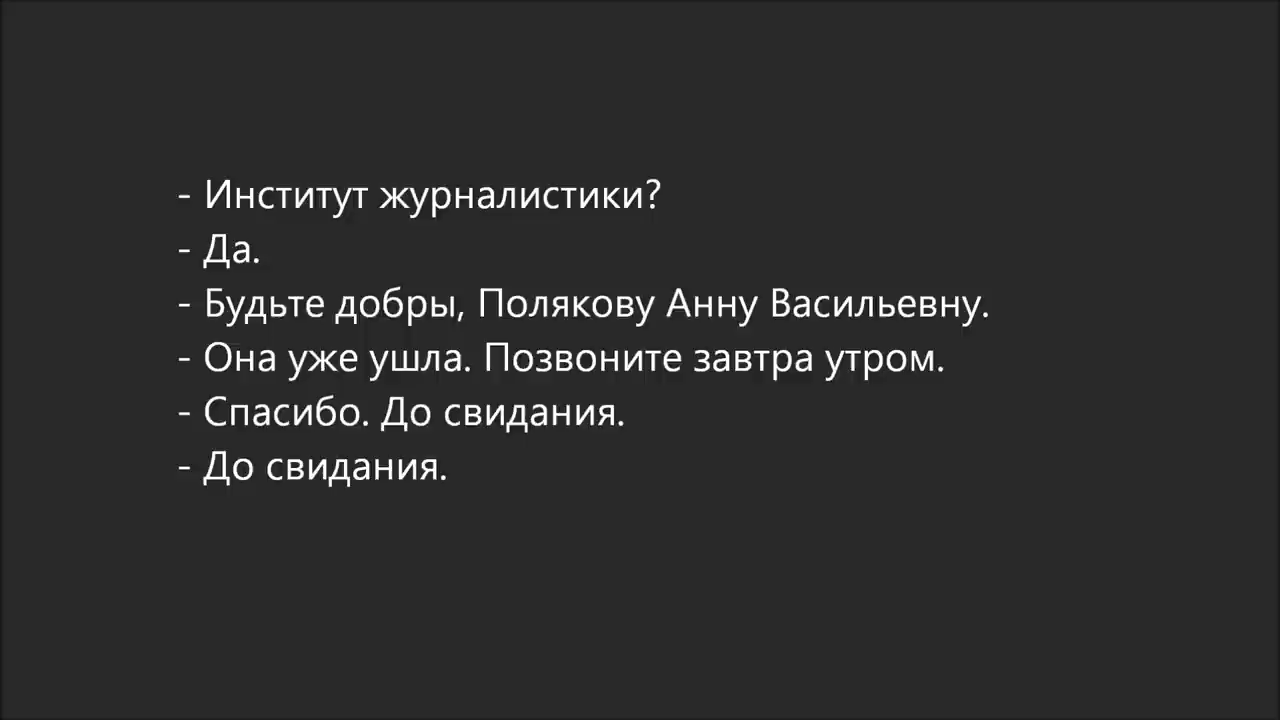 - Институт журналистики?
- Да.
- Будьте добры, Полякову Анну Васильевну.
- Она уже ушла. Позвоните завтра утром.
- Спасибо. До свидания.
- До свидания.